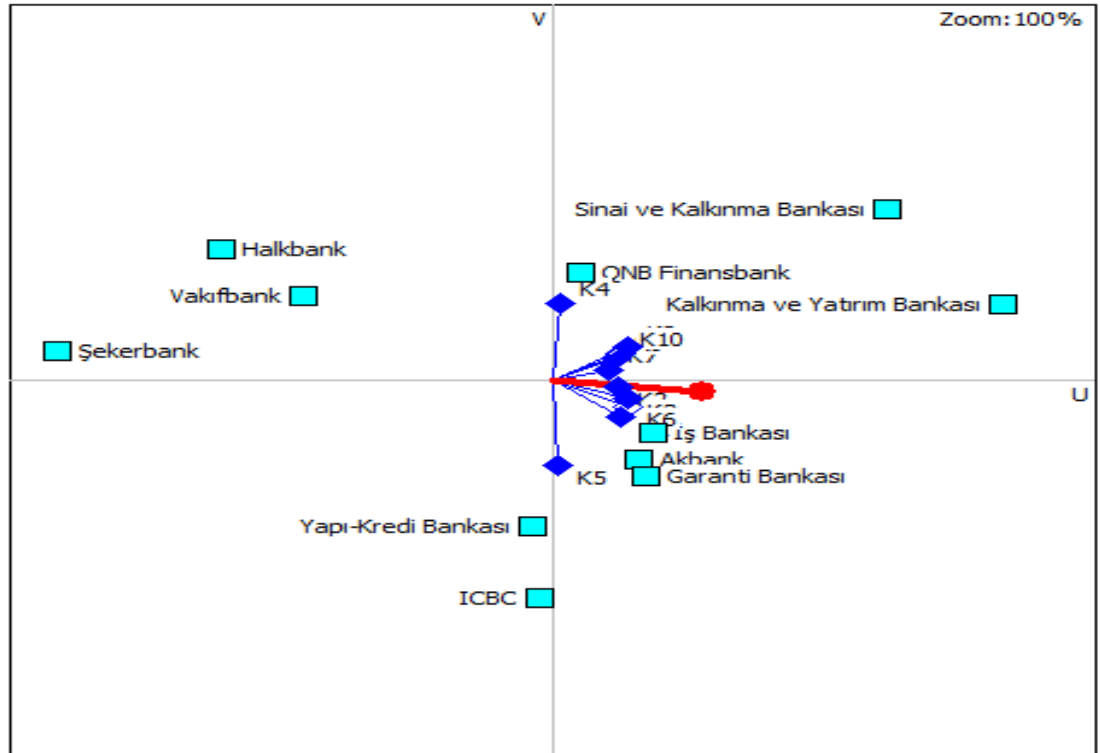 V
Zoom: 100%
Sinai ve Kalkınma Bankası
Halkbank
QNB Finansbank
Vakıfbank
K4
Kalkınma ve Yatırım Bankası
K10
Şekerbank
K7
U
K6
İş Bankası
Akbank
K5
Garanti Bankası
Yapı-Kredi Bankası
ICBC